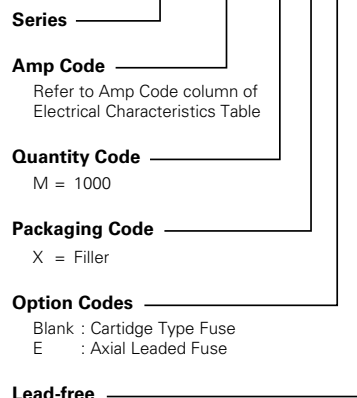 Series
Amp Code
Refer to Amp Code column of
Electrical Characteristics Table
Quantity Code
M = 1000
Packaging Code
X = Filler
Option Codes
Blank : Cartidge Type Fuse
E : Axial Leaded Fuse
Lead-free